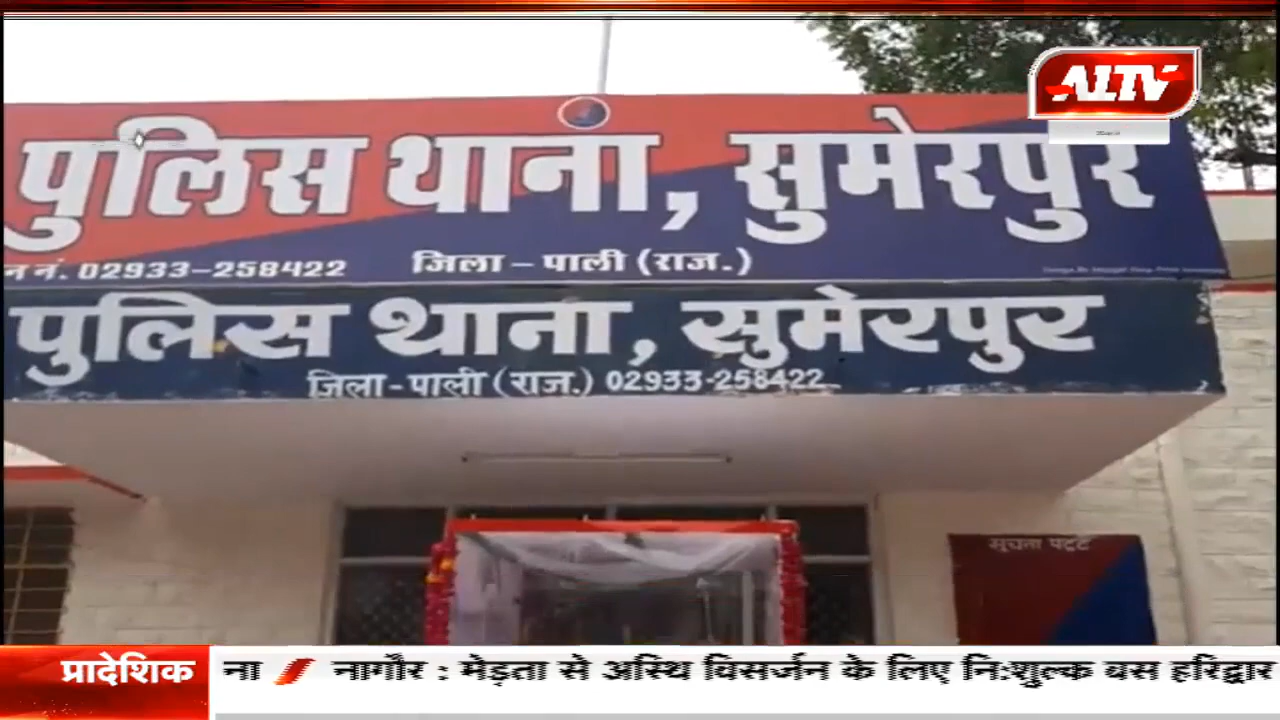 ALTV
पुलिस थाना, सुमेरपुर
न नं. 02933-258422 जिला - पाली (राज.)
पुलिस थाना, सुमेरपुर
जिला - पाली (राज.) 02933-258422
सूचना पट्ट
प्रादेशिक ना / नागौर : मेड़ता से अस्थि विसर्जन के लिए नि:शुल्क बस हरिद्वार